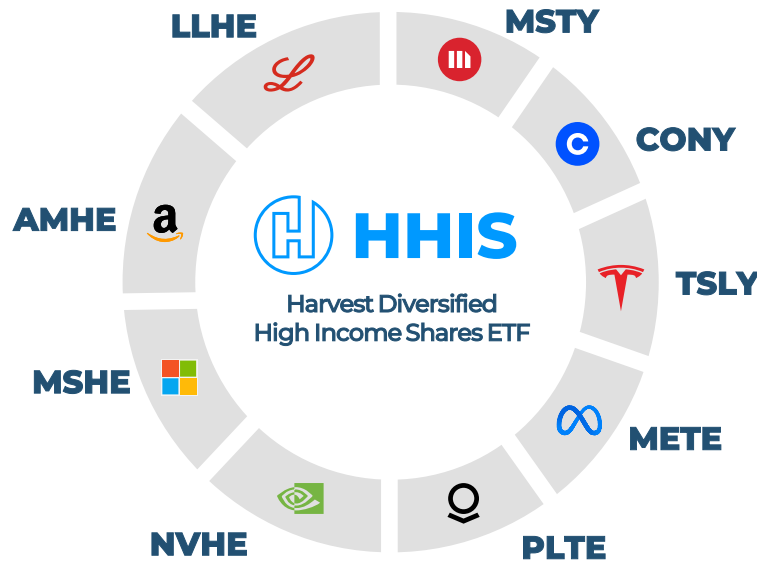 LLHE
MSTY
CONY
AMHE
HHIS
TSLY
Harvest Diversified
High Income Shares ETF
MSHE
METE
NVHE
PLTE